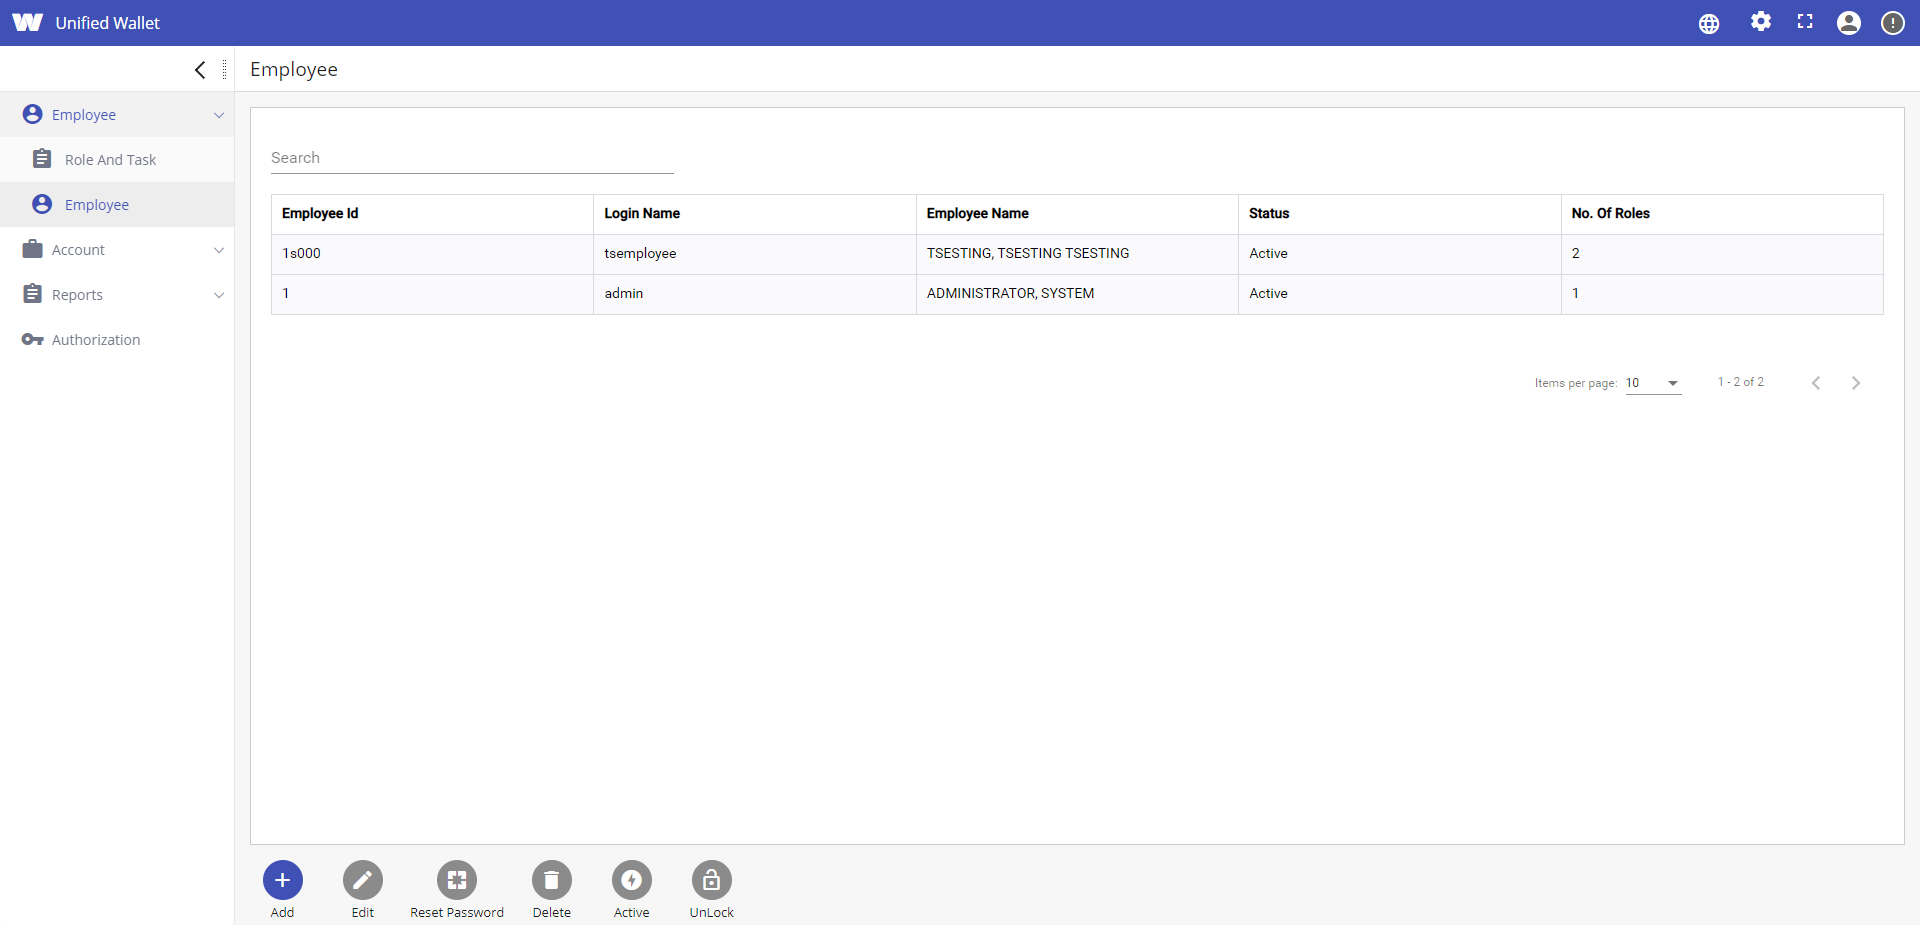 Unified Wallet
Employee
Employee
Role And Task
Employee
Account
Reports
Authorization
Search
Employee Id Login Name Employee Name Status No. Of Roles
1s000 tsemployee TSESTING, TSESTING TSESTING Active 2
1 admin ADMINISTRATOR, SYSTEM Active 1
Items per page: 10 1 - 2 of 2
Add Edit Reset Password Delete Active UnLock